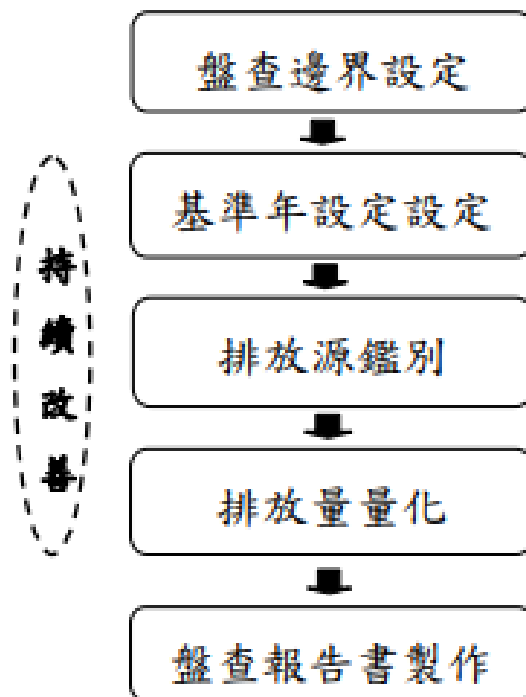 盤查邊界設定
基準年設定設定
持續改善
排放源鑑別
排放量量化
盤查報告書製作